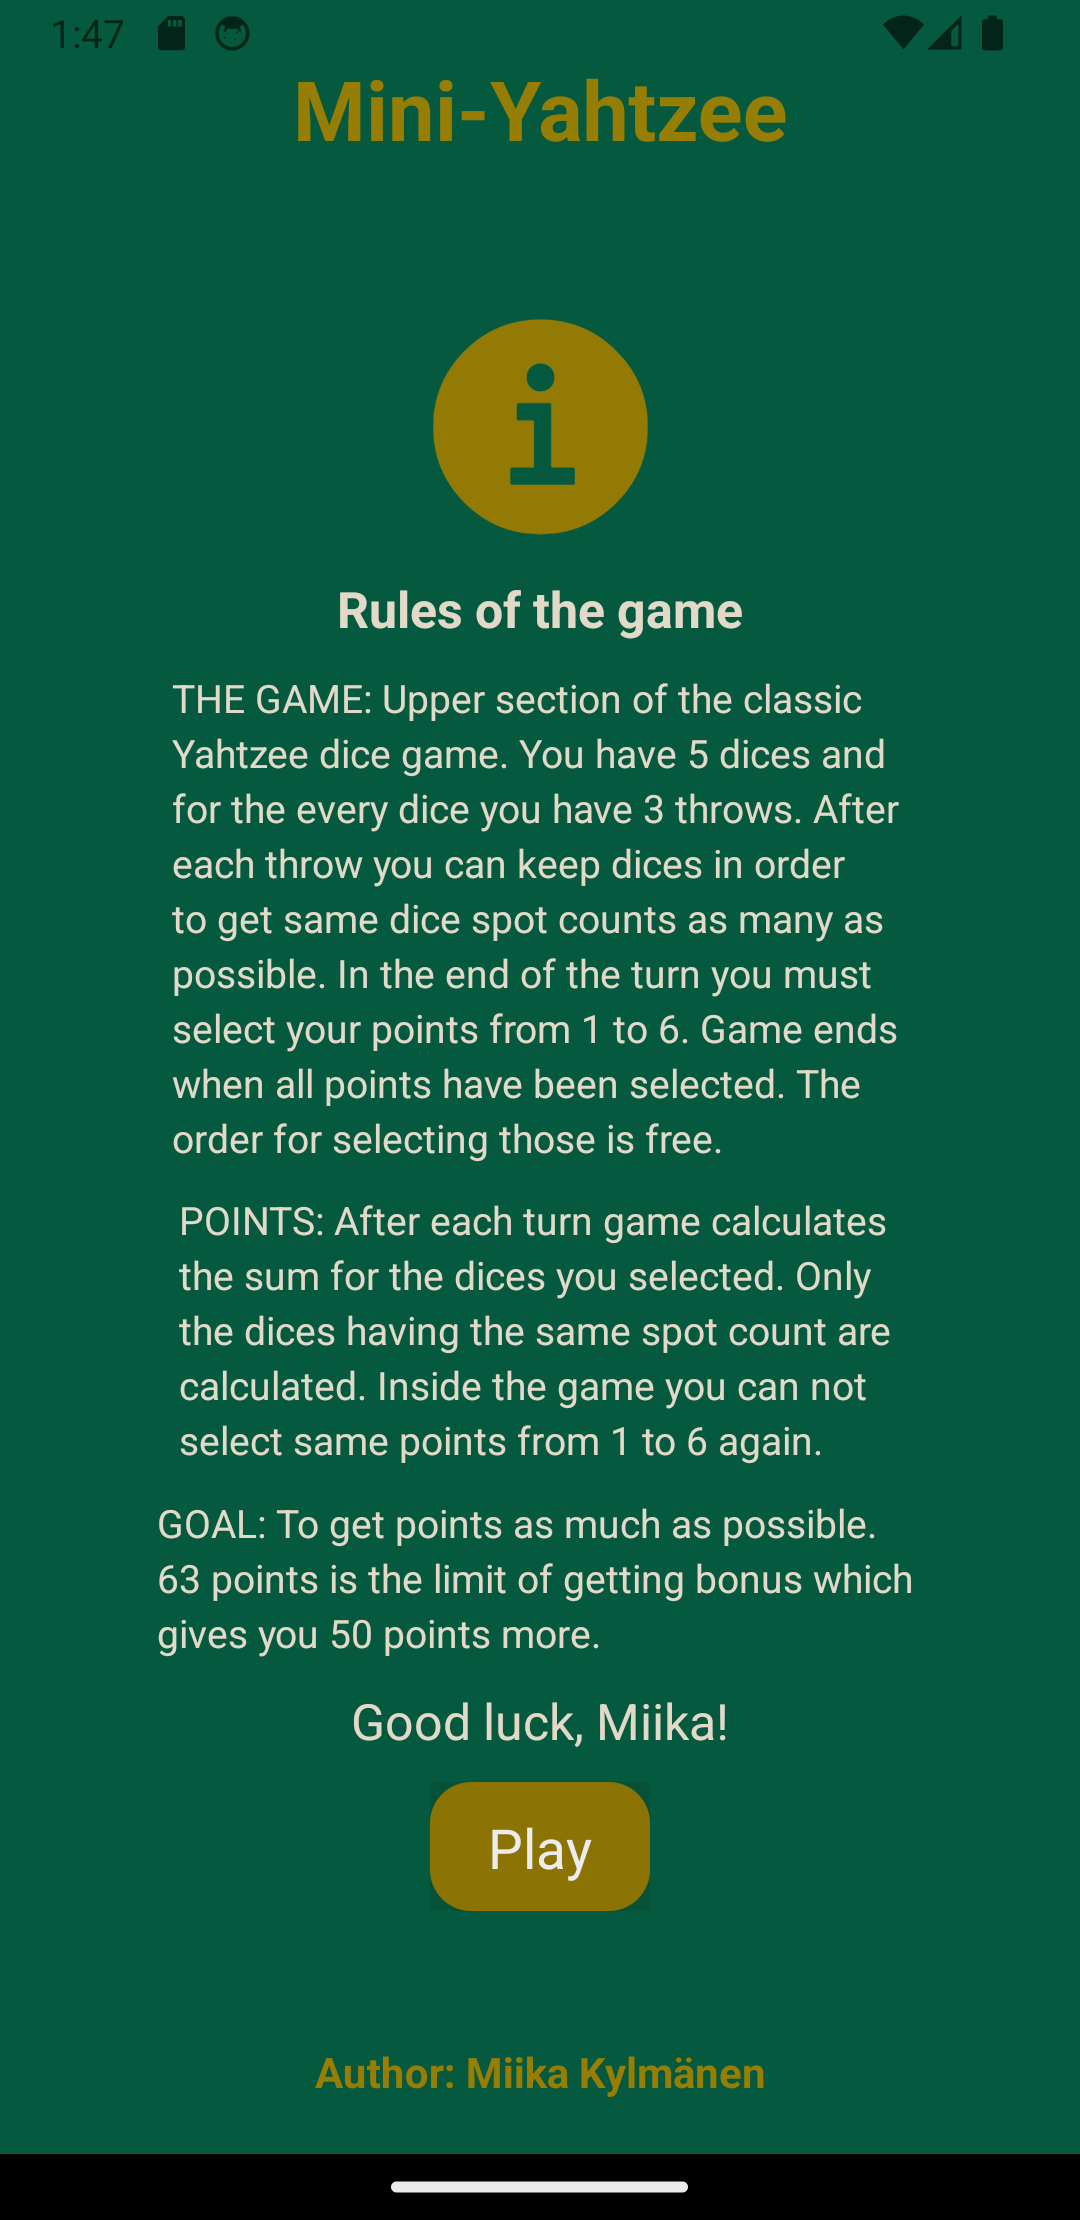 1:47
Mini-Yahtzee
i
Rules of the game
THE GAME: Upper section of the classic
Yahtzee dice game. You have 5 dices and
for the every dice you have 3 throws. After
each throw you can keep dices in order
to get same dice spot counts as many as
possible. In the end of the turn you must
select your points from 1 to 6. Game ends
when all points have been selected. The
order for selecting those is free.
POINTS: After each turn game calculates
the sum for the dices you selected. Only
the dices having the same spot count are
calculated. Inside the game you can not
select same points from 1 to 6 again.
GOAL: To get points as much as possible.
63 points is the limit of getting bonus which
gives you 50 points more.
Good luck, Miika!
Play
Author: Miika Kylmänen